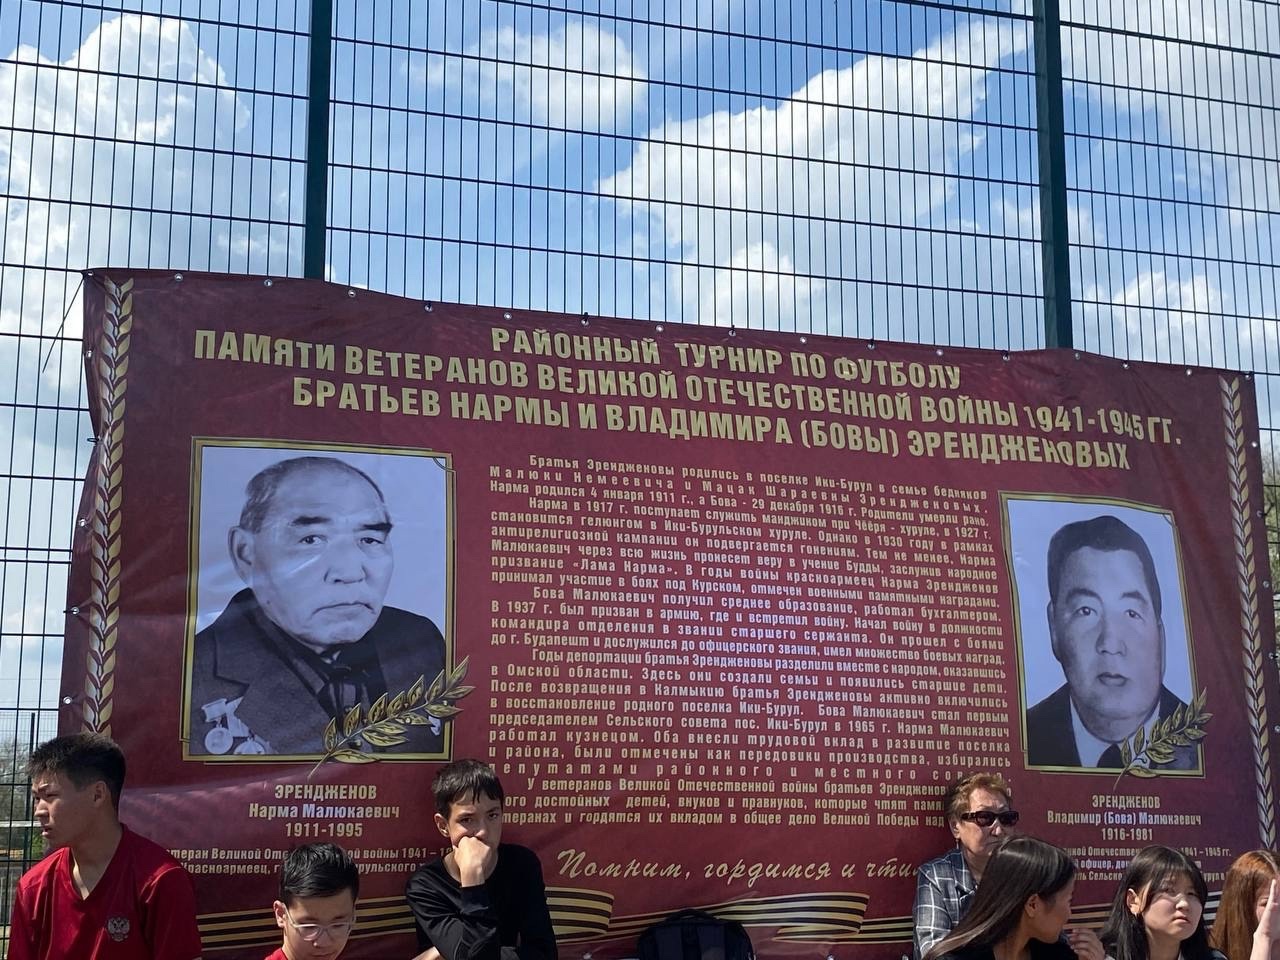 РАЙОННЫЙ ТУРНИР ПО ФУТБОЛУ
ПАМЯТИ ВЕТЕРАНОВ ВЕЛИКОЙ ОТЕЧЕСТВЕННОЙ ВОЙНЫ 1941-1945 ГГ.
БРАТЬЕВ НАРМЫ И ВЛАДИМИРА (БОВЫ) ЭРЕНДЖЕНОВЫХ
Братья Эрендженовы родились в поселке Ики-Бурул в семье бедняков
Малюки Немеевича и Мацак Шараевны Эрендженовых.
Нарма родился 4 января 1911 г., а Бова - 29 декабря 1916 г. Родители умерли рано.
Нарма в 1917 г. поступает служить манджиком при Чёёря - хуруле, в 1927 г.
становится гелюнгом в Ики-Бурульском хуруле. Однако в 1930 году в рамках
антирелигиозной кампании он подвергается гонениям. Тем не менее, Нарма
Малюкаевич через всю жизнь пронесет веру в учение Будды, заслужив народное
призвание «Лама Нарма». В годы войны красноармеец Нарма Эрендженов
принимал участие в боях под Курском, отмечен военными памятными наградами.
Бова Малюкаевич получил среднее образование, работал бухгалтером.
В 1937 г. был призван в армию, где и встретил войну. Начал войну в должности
командира отделения в звании старшего сержанта. Он прошел с боями
до г. Будапешт и дослужился до офицерского звания, имел множество боевых наград.
Годы депортации братья Эрендженовы разделили вместе с народом, оказавшись
в Омской области. Здесь они создали семьи и появились старшие дети.
После возвращения в Калмыкию братья Эрендженовы активно включились
в восстановление родного поселка Ики-Бурул. Бова Малюкаевич стал первым
председателем Сельского совета пос. Ики-Бурул в 1965 г. Нарма Малюкаевич
работал кузнецом. Оба внесли трудовой вклад в развитие поселка
и района, были отмечены как передовики производства, избирались
депутатами районного и местного
У ветеранов Великой Отечественной войны братьев
достойных детей, внуков и правнуков, которые чтят
и гордятся их вкладом в общее дело Великой Победы
Помним, гордимся и
ЭРЕНДЖЕНОВ
Нарма Малюкаевич
1911-1995
Великой войны 1941 –
ЭРЕНДЖЕНОВ
Владимир (Бова) Малюкаевич
1916-1981
1941-1945 гг.
офицер,